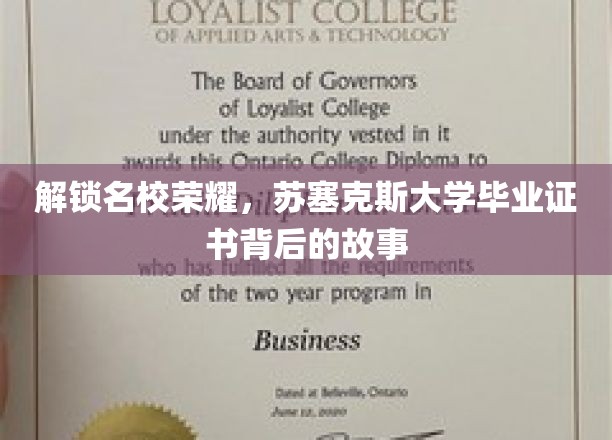 LOYALIST COLLEGE
OF APPLIED ARTS & TECHNOLOGY
The Board of Governors
of Loyalist College
under the authority vested in it
awards this Ontario College Diploma to
解锁名校荣耀，苏塞克斯大学毕业证
书背后的故事
who has fulfilled all the requirements
of the two year program in
Business
Dated at Belleville, Ontario
June 12, 2020